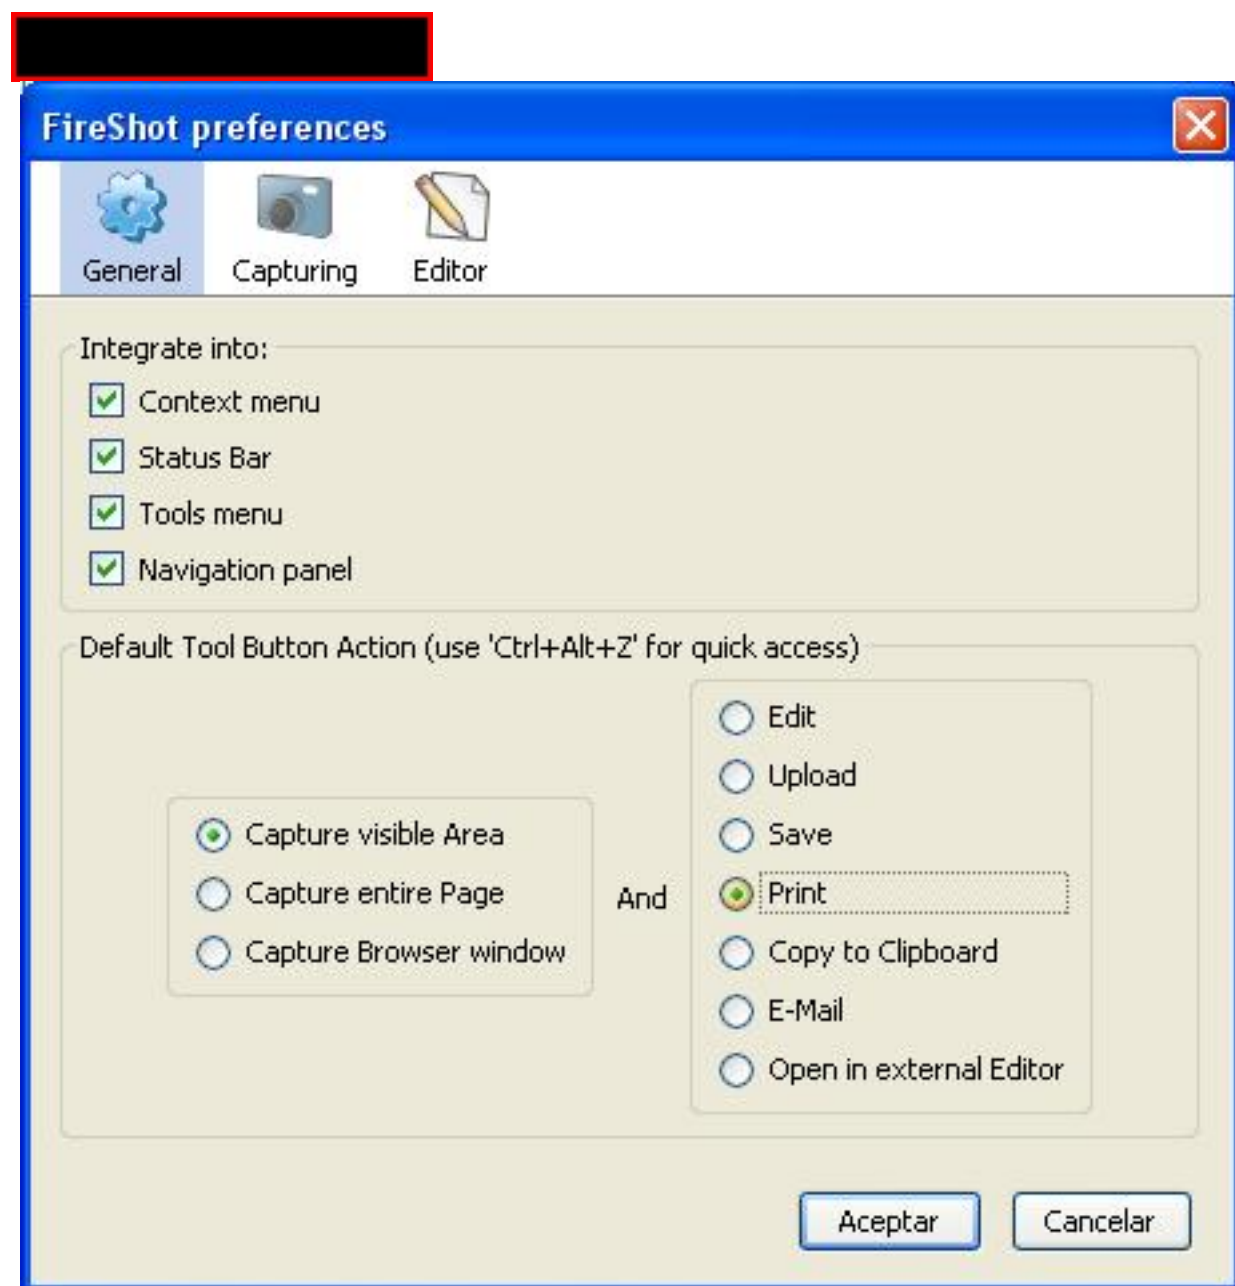 FireShot preferences
General Capturing Editor
Integrate into:
Context menu
Status Bar
Tools menu
Navigation panel
Default Tool Button Action (use 'Ctrl+Alt+Z' for quick access)
Capture visible Area
Capture entire Page
Capture Browser window
And
Edit
Upload
Save
Print
Copy to Clipboard
E-Mail
Open in external Editor
Aceptar Cancelar